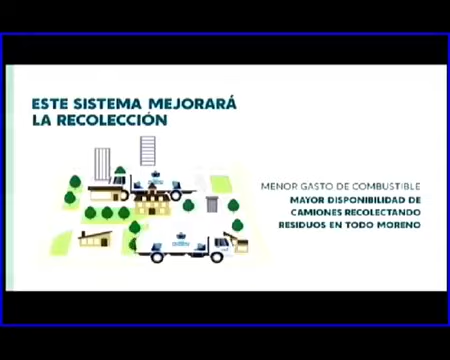 ESTE SISTEMA MEJORARÁ
LA RECOLECCIÓN
MENOR GASTO DE COMBUSTIBLE
MAYOR DISPONIBILIDAD DE
CAMIONES RECOLECTANDO
RESIDUOS EN TODO MORENO